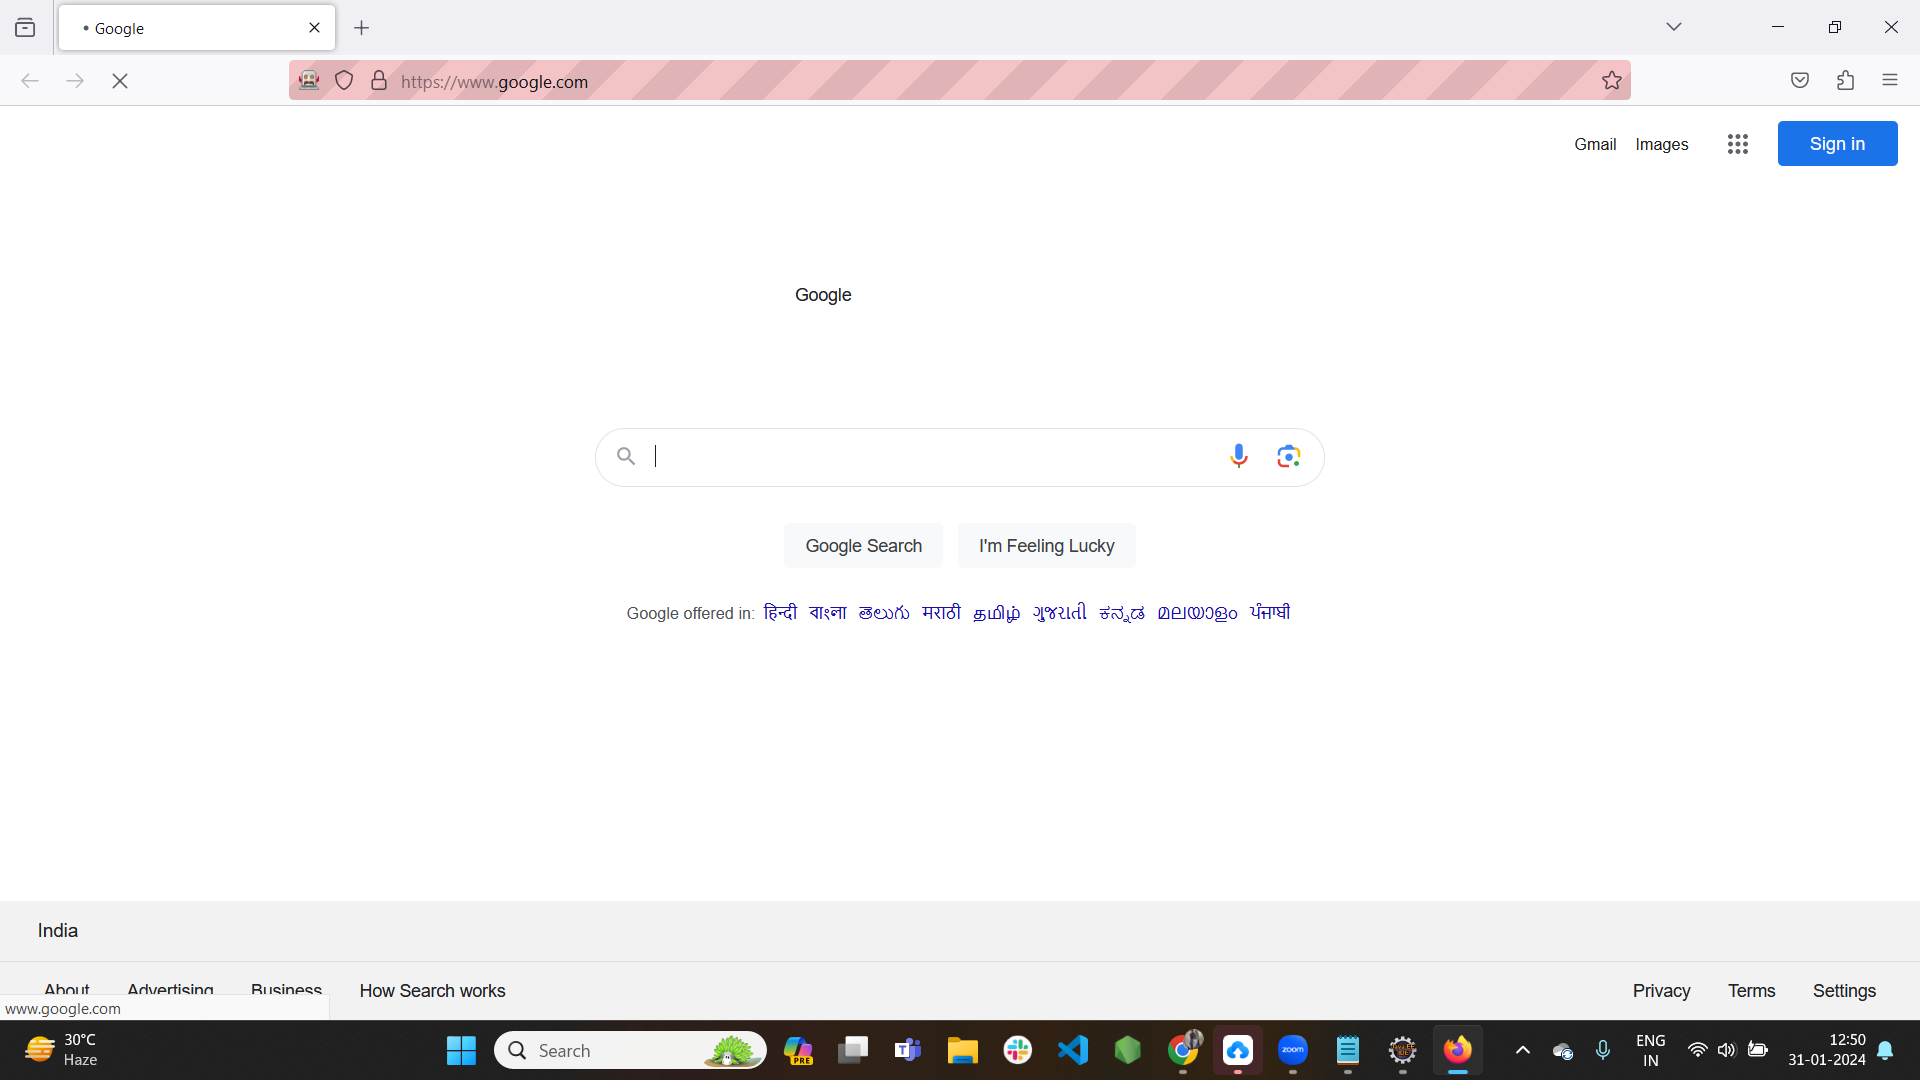 Google
https://www.google.com
Gmail Images Sign in
Google
Google Search I'm Feeling Lucky
Google offered in: हिन्दी বাংলা తెలుగు मराठी தமிழ் ગુજરાતી ಕನ್ನಡ മലയാളം ਪੰਜਾਬੀ
India
About Advertising Business How Search works Privacy Terms Settings
www.google.com
30°C
Haze
Search
PRE
zoom
ENG
IN
12:50
31-01-2024